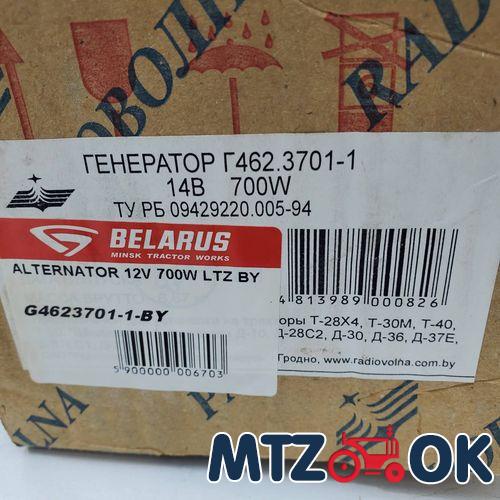 РАДИОВОЛНА
RADIOVOLNA
ГЕНЕРАТОР Г462.3701-1
14В 700W
ТУ РБ 09429220.005-94
BELARUS
MINSK TRACTOR WORKS
ALTERNATOR 12V 700W LTZ BY
G4623701-1-BY
5 900000 006703
4 813989 000826
Т-28Х4, Т-30М, Т-40,
Д-28С2, Д-30, Д-36, Д-37Е,
Гродно, www.radiovolna.com.by
MTZ OK